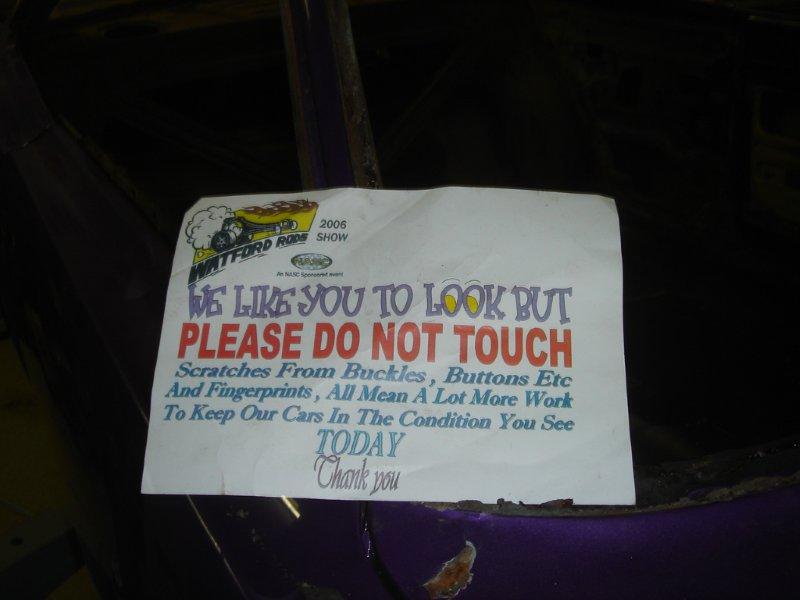 WATFORD RODS
2006
SHOW
NASC
An NASC Sponsored event
WE LIKE YOU TO LOOK BUT
PLEASE DO NOT TOUCH
Scratches From Buckles, Buttons Etc
And Fingerprints, All Mean A Lot More Work
To Keep Our Cars In The Condition You See
TODAY
Thank you